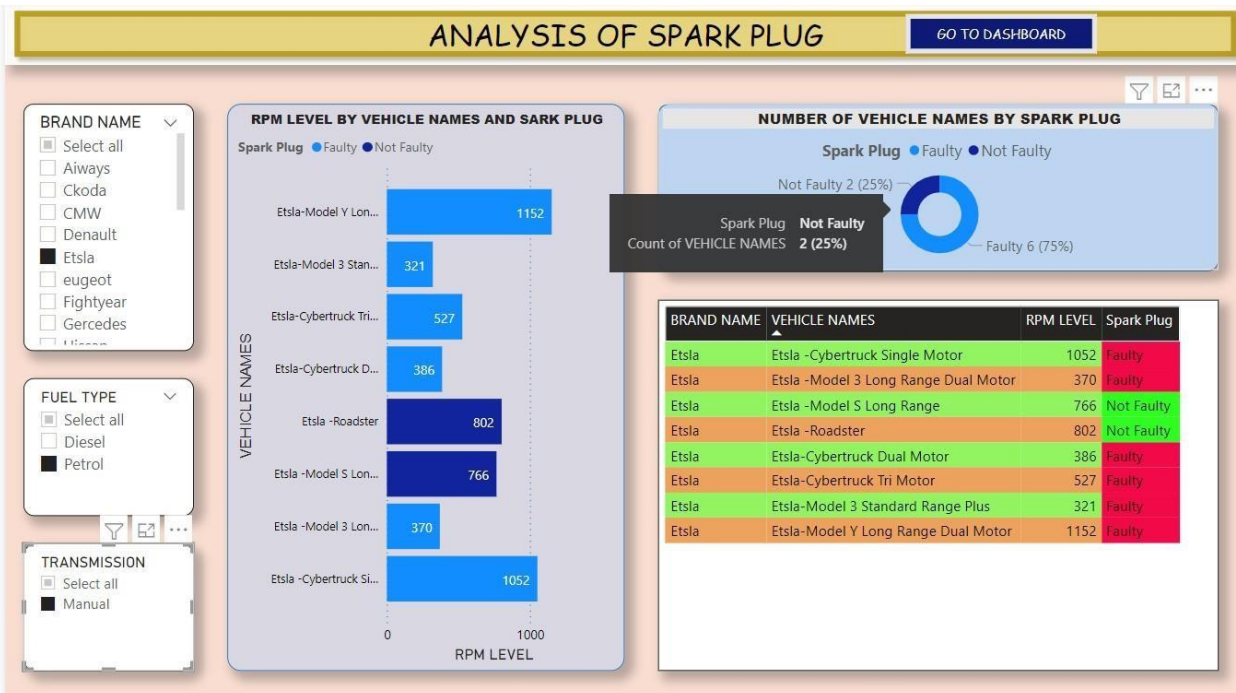 ANALYSIS OF SPARK PLUG
GO TO DASHBOARD
BRAND NAME
Select all
Aiways
Ckoda
CMW
Denault
Etsla
eugeot
Fightyear
Gercedes
FUEL TYPE
Select all
Diesel
Petrol
TRANSMISSION
Select all
Manual
RPM LEVEL BY VEHICLE NAMES AND SARK PLUG
Spark Plug Faulty Not Faulty
VEHICLE NAMES
Etsla-Model Y Lon... 1152
Etsla-Model 3 Stan... 321
Etsla-Cybertruck Tri... 527
Etsla-Cybertruck D... 386
Etsla -Roadster 802
Etsla -Model S Lon... 766
Etsla -Model 3 Lon... 370
Etsla -Cybertruck Si... 1052
0 1000
RPM LEVEL
NUMBER OF VEHICLE NAMES BY SPARK PLUG
Spark Plug Faulty Not Faulty
Not Faulty 2 (25%)
Spark Plug Not Faulty
Count of VEHICLE NAMES 2 (25%)
Faulty 6 (75%)
BRAND NAME VEHICLE NAMES RPM LEVEL Spark Plug
Etsla Etsla -Cybertruck Single Motor 1052 Faulty
Etsla Etsla -Model 3 Long Range Dual Motor 370 Faulty
Etsla Etsla -Model S Long Range 766 Not Faulty
Etsla Etsla -Roadster 802 Not Faulty
Etsla Etsla-Cybertruck Dual Motor 386 Faulty
Etsla Etsla-Cybertruck Tri Motor 527 Faulty
Etsla Etsla-Model 3 Standard Range Plus 321 Faulty
Etsla Etsla-Model Y Long Range Dual Motor 1152 Faulty